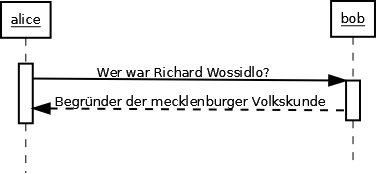 alice
bob
Wer war Richard Wossidlo?
Begründer der mecklenburger Volkskunde